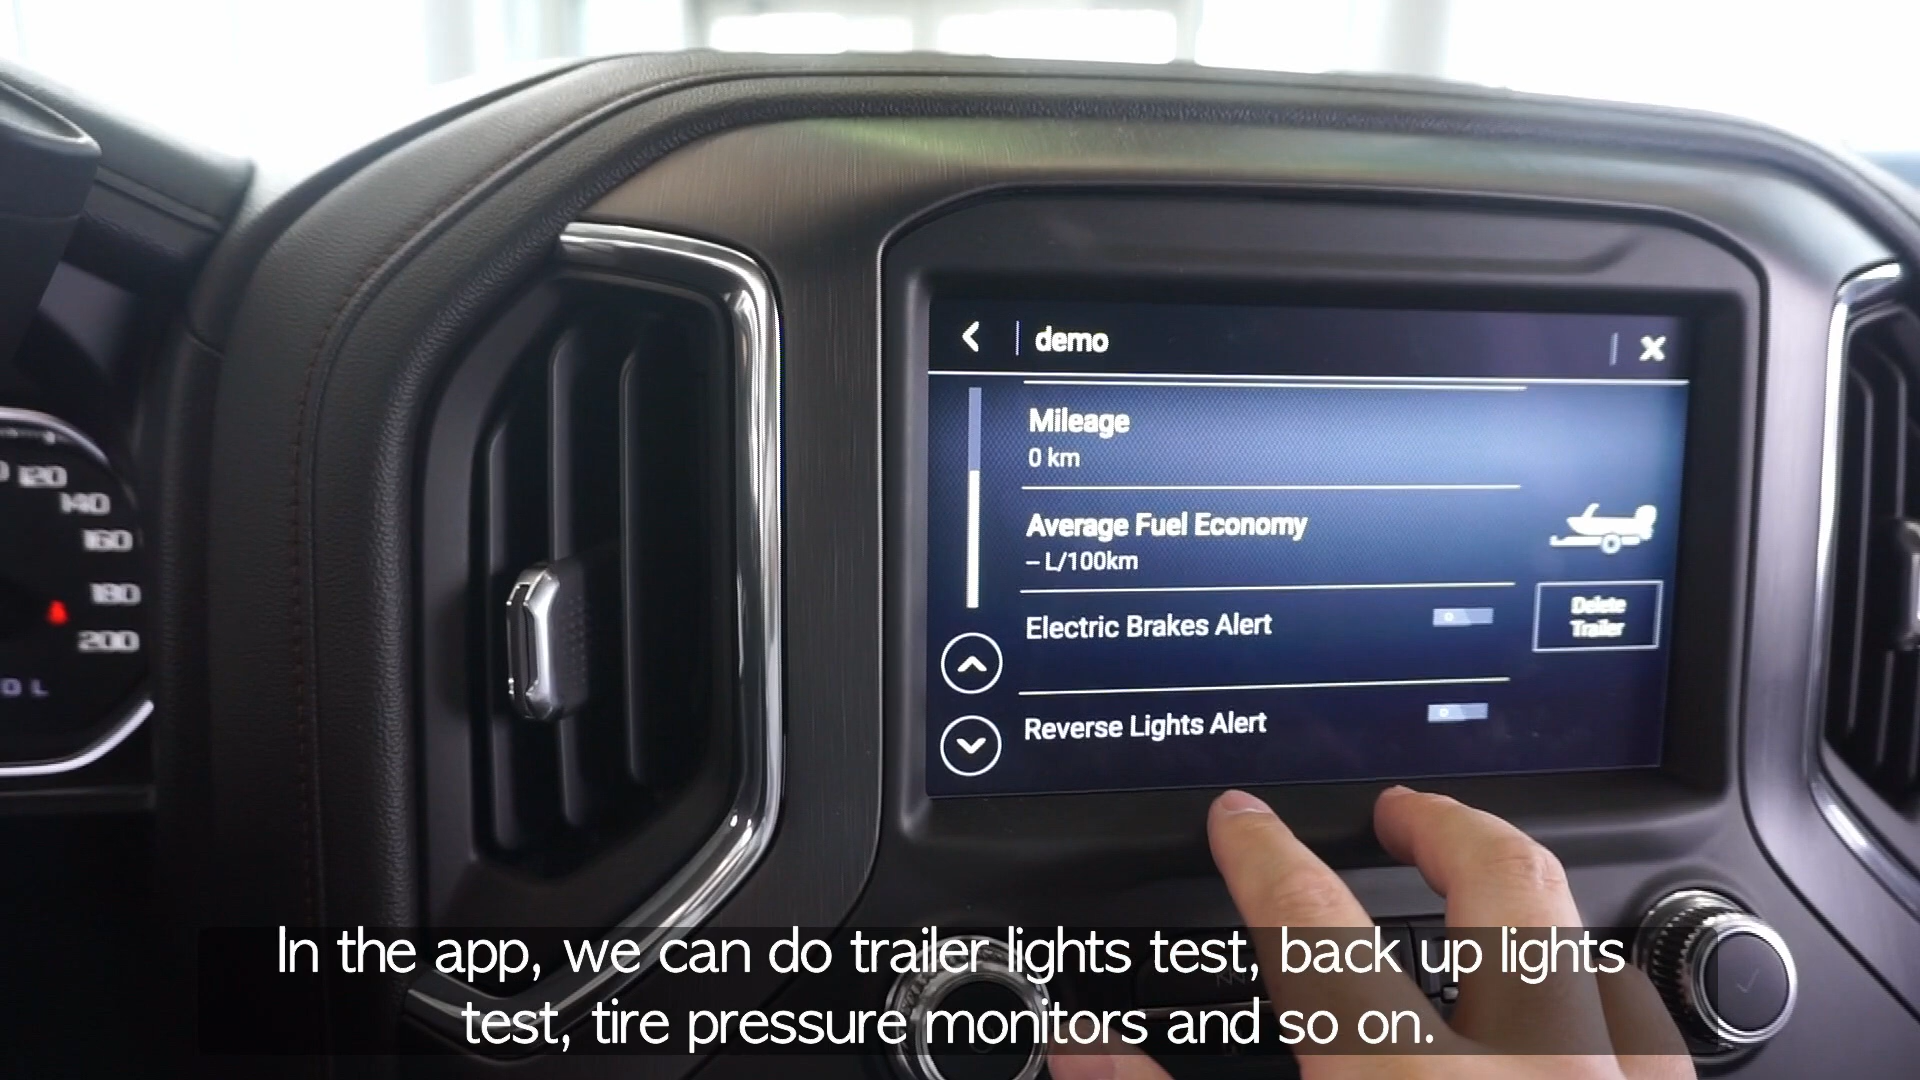 demo
Mileage
0 km
Average Fuel Economy
– L/100km
Electric Brakes Alert
Reverse Lights Alert
Delete
Trailer
120
140
160
180
200
In the app, we can do trailer lights test, back up lights
test, tire pressure monitors and so on.